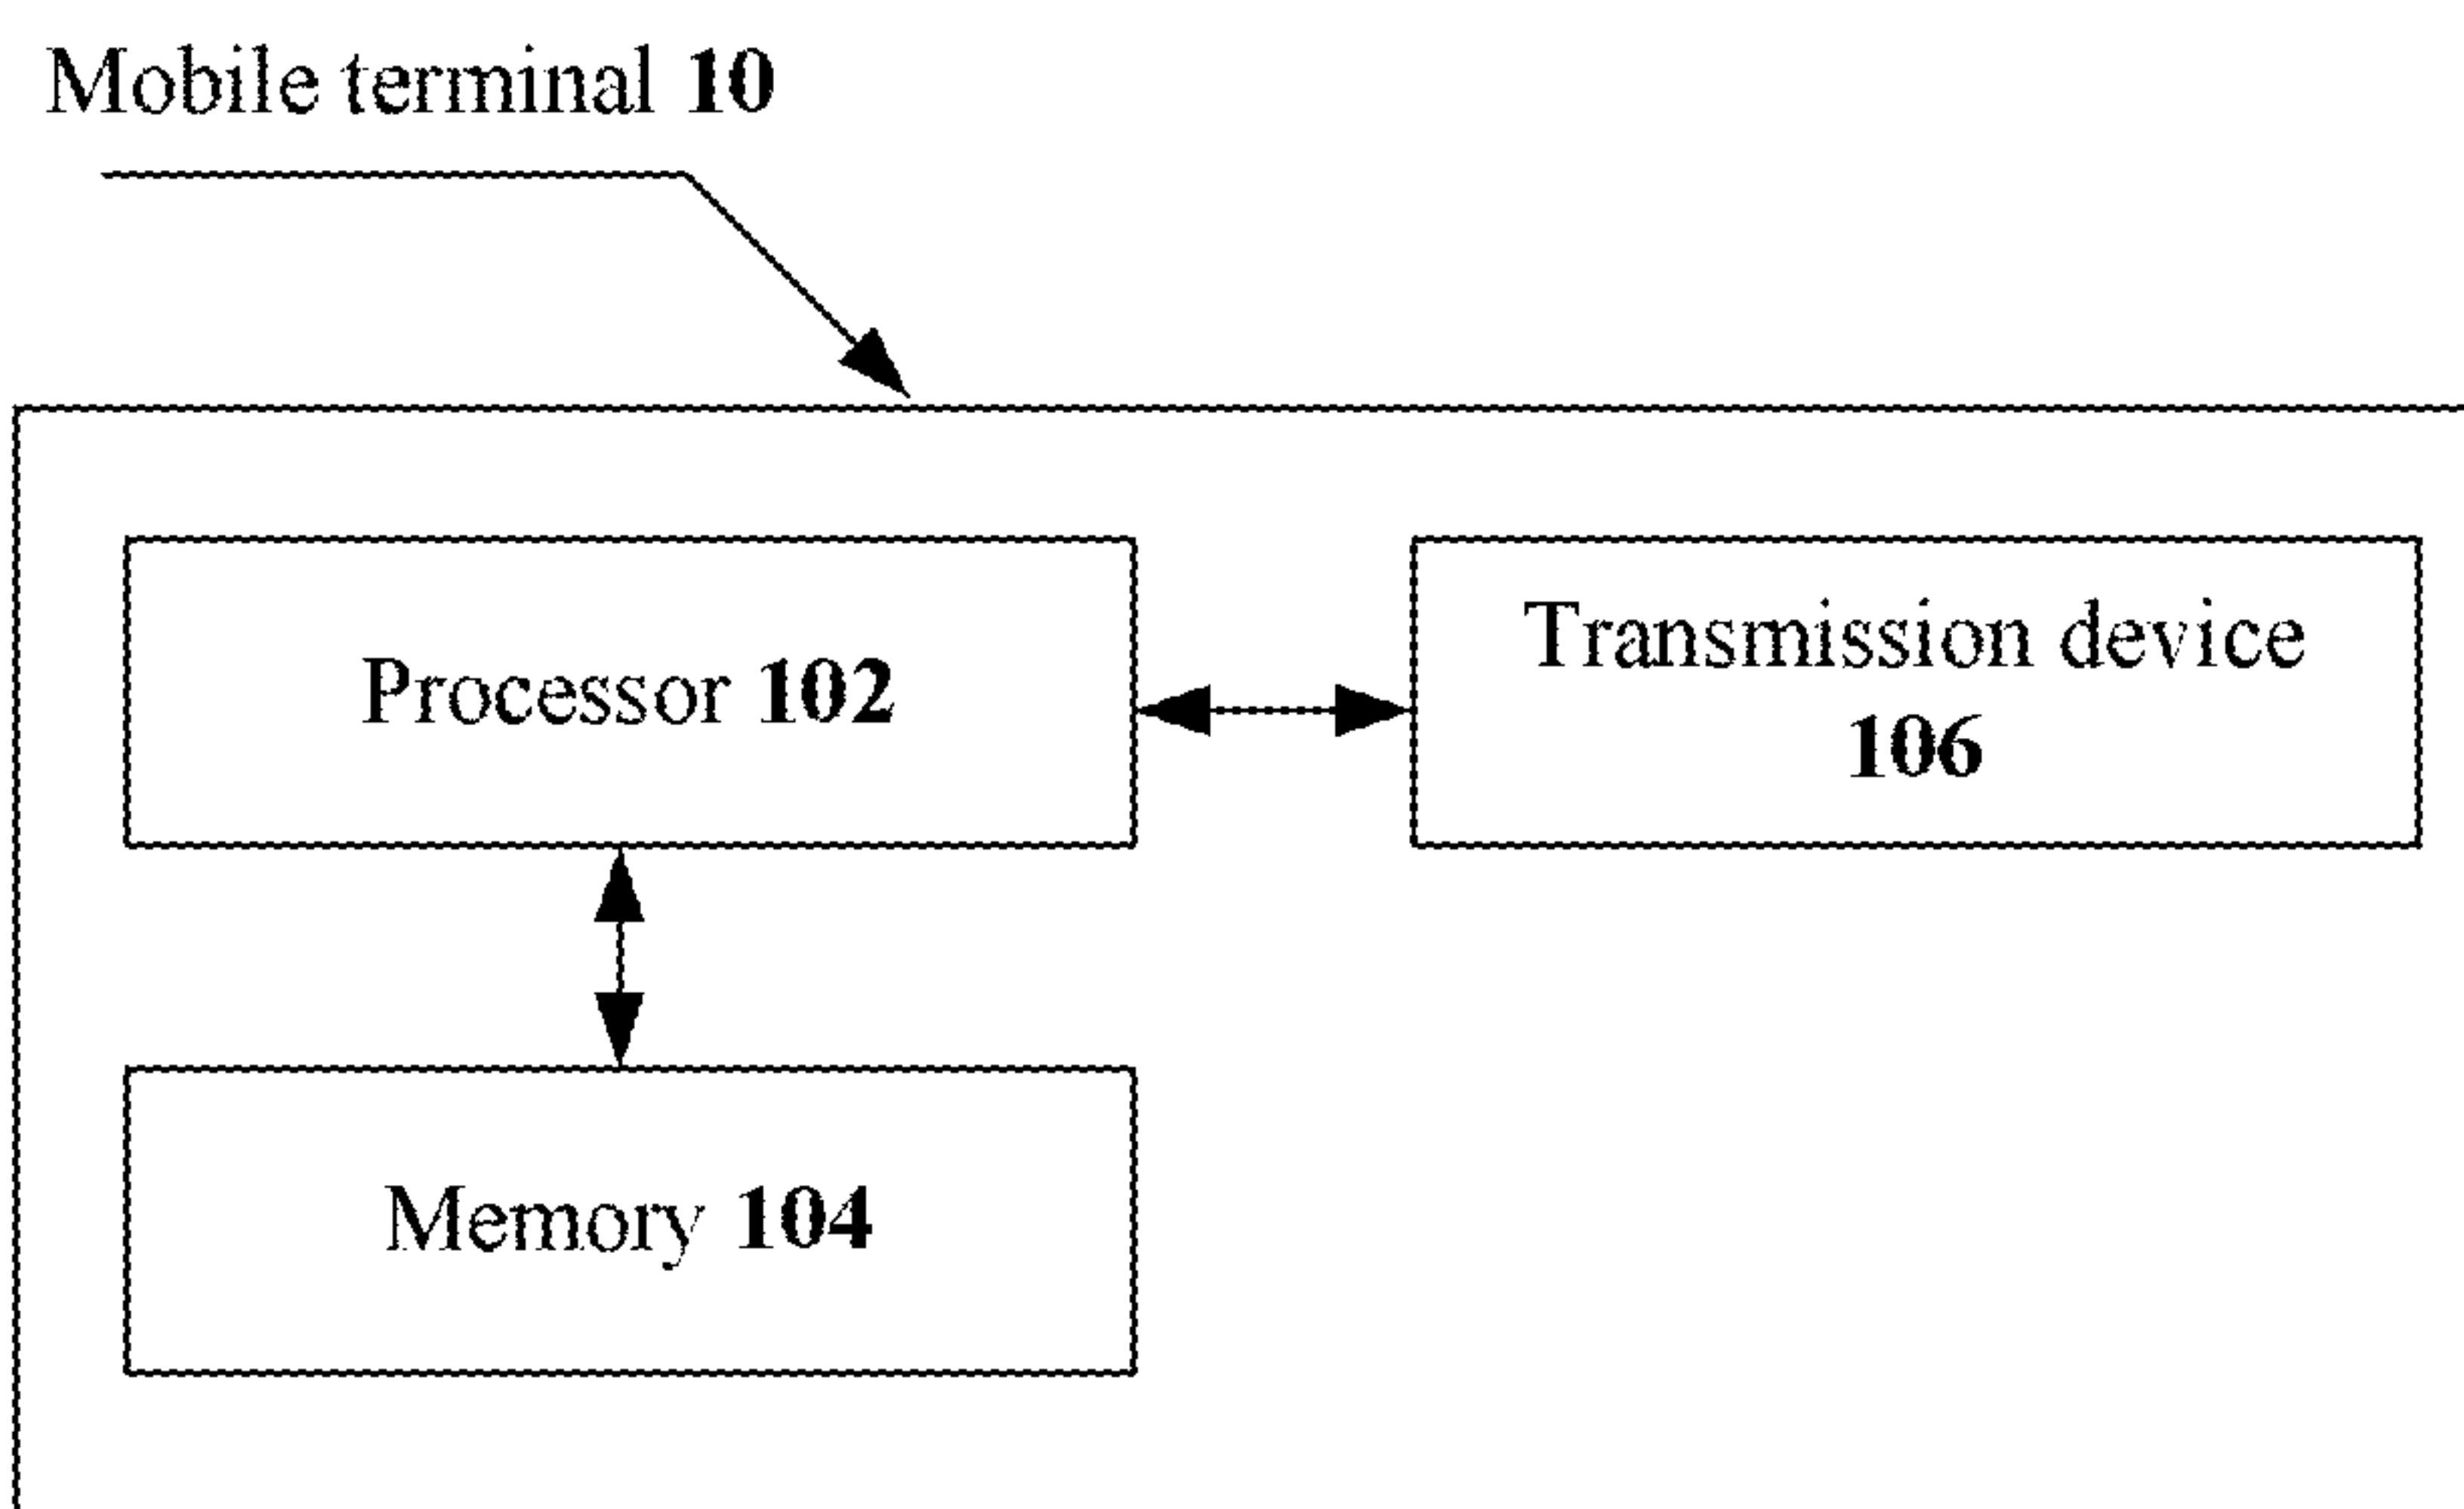 Mobile terminal 10
Processor 102
Transmission device
106
Memory 104